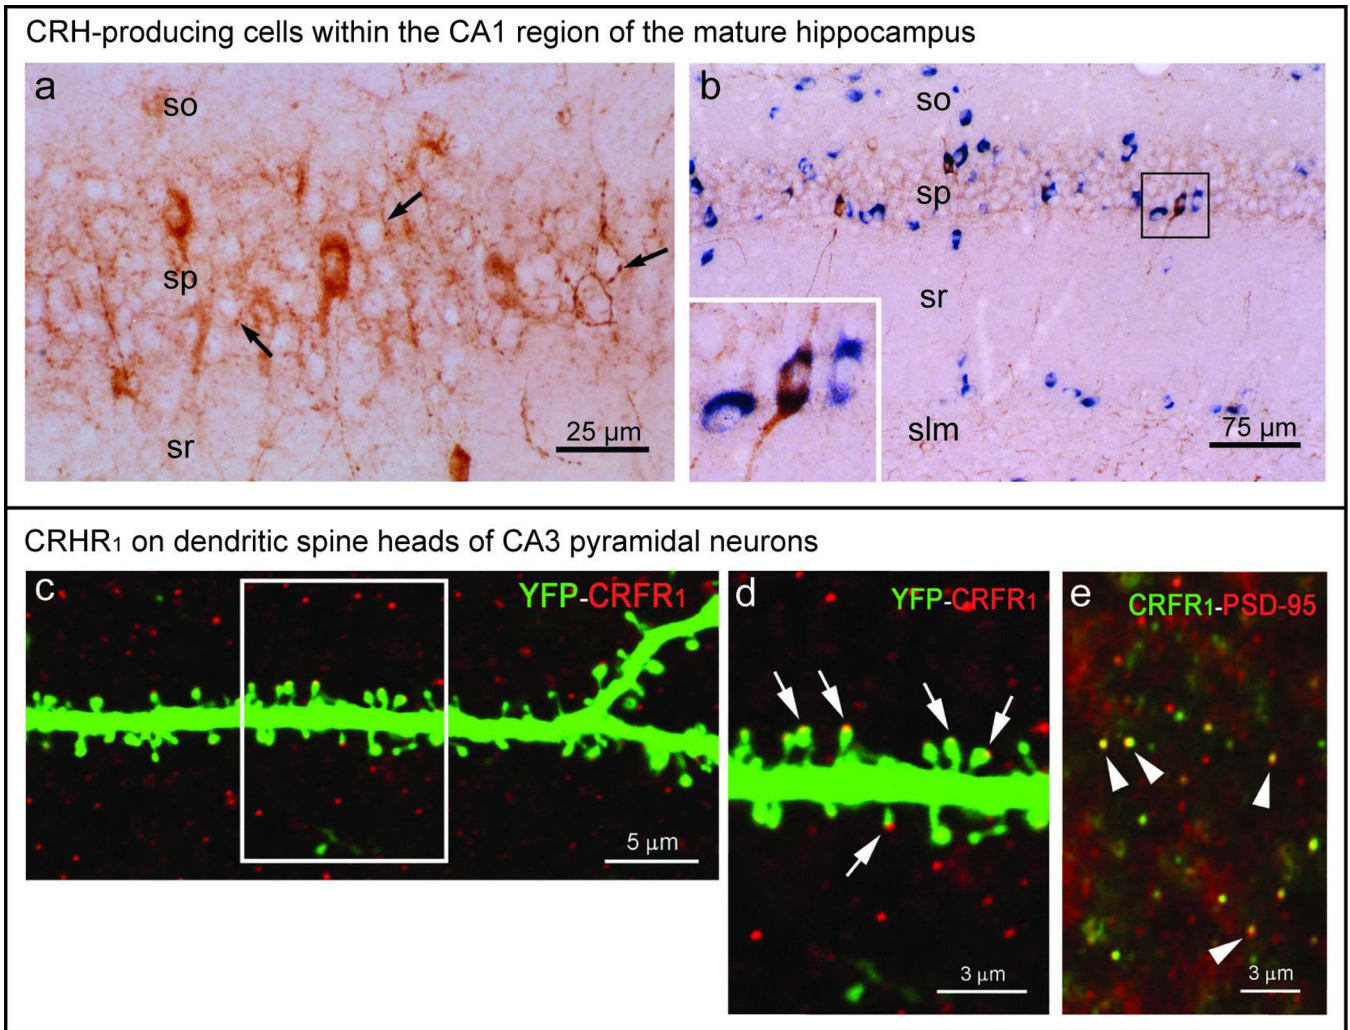 CRH-producing cells within the CA1 region of the mature hippocampus
a
so
sp
sr
25 µm
b
so
sp
sr
slm
75 µm
CRHR1 on dendritic spine heads of CA3 pyramidal neurons
c
YFP-CRFR1
5 µm
d
YFP-CRFR1
3 µm
e
CRFR1-PSD-95
3 µm